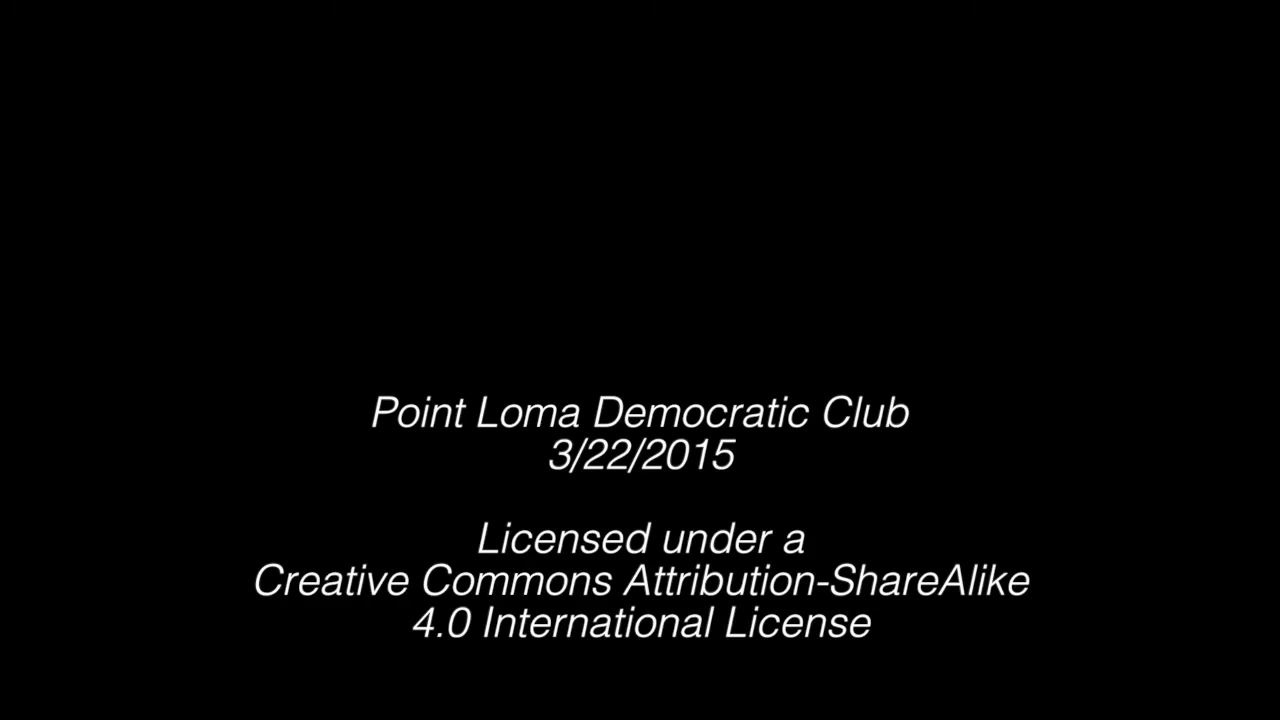 Point Loma Democratic Club
3/22/2015
Licensed under a
Creative Commons Attribution-ShareAlike
4.0 International License